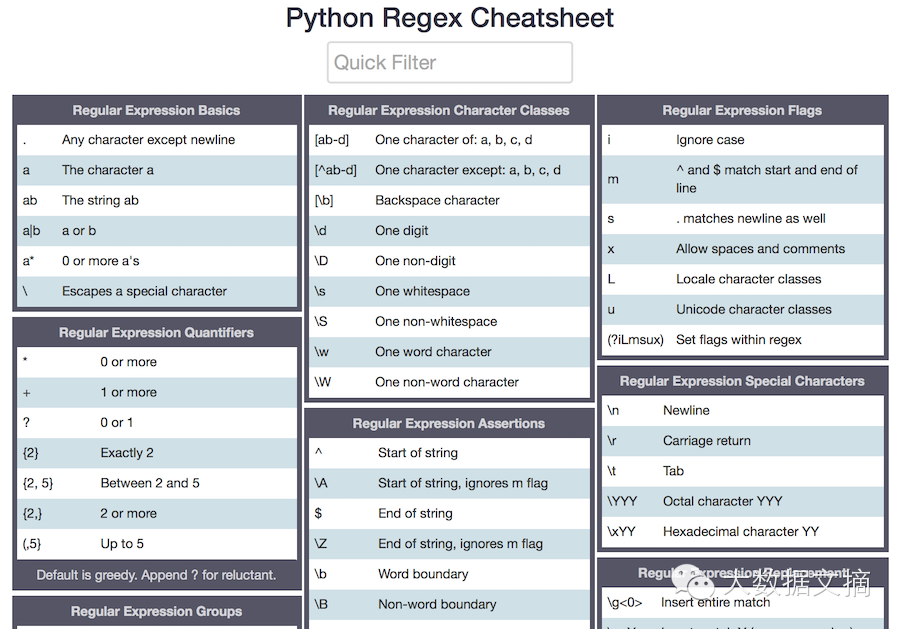 Python Regex Cheatsheet
Quick Filter
Regular Expression Basics
. Any character except newline
a The character a
ab The string ab
a|b a or b
a* 0 or more a's
\ Escapes a special character
Regular Expression Quantifiers
* 0 or more
+ 1 or more
? 0 or 1
{2} Exactly 2
{2, 5} Between 2 and 5
{2,} 2 or more
(,5} Up to 5
Default is greedy. Append ? for reluctant.
Regular Expression Groups
Regular Expression Character Classes
[ab-d] One character of: a, b, c, d
[^ab-d] One character except: a, b, c, d
[\b] Backspace character
\d One digit
\D One non-digit
\s One whitespace
\S One non-whitespace
\w One word character
\W One non-word character
Regular Expression Assertions
^ Start of string
\A Start of string, ignores m flag
$ End of string
\Z End of string, ignores m flag
\b Word boundary
\B Non-word boundary
Regular Expression Flags
i Ignore case
m ^ and $ match start and end of
line
s . matches newline as well
x Allow spaces and comments
L Locale character classes
u Unicode character classes
(?iLmsux) Set flags within regex
Regular Expression Special Characters
\n Newline
\r Carriage return
\t Tab
\YYY Octal character YYY
\xYY Hexadecimal character YY
Regular Expression Replacement
\g<0> Insert entire match
大数据文摘